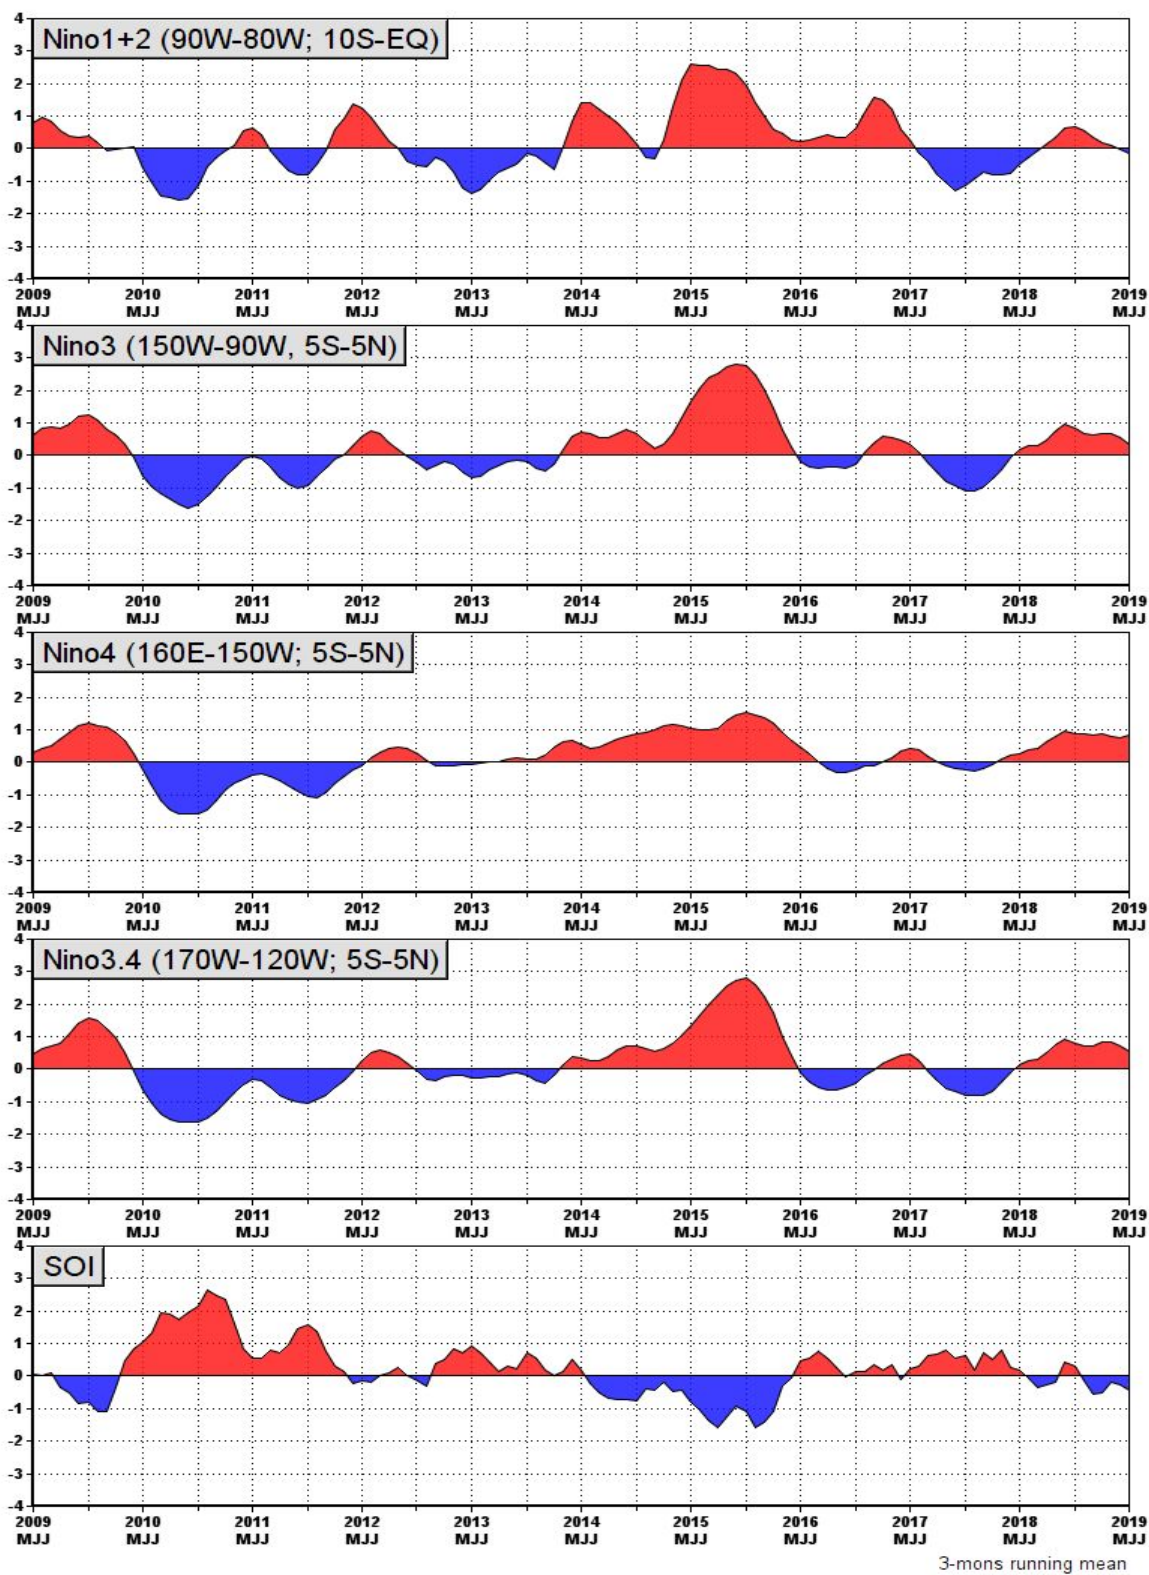 4
Nino1+2 (90W-80W; 10S-EQ)
3
2
1
0
-1
-2
-3
-4
2009 2010 2011 2012 2013 2014 2015 2016 2017 2018 2019
MJJ MJJ MJJ MJJ MJJ MJJ MJJ MJJ MJJ MJJ MJJ
4
Nino3 (150W-90W, 5S-5N)
3
2
1
0
-1
-2
-3
-4
2009 2010 2011 2012 2013 2014 2015 2016 2017 2018 2019
MJJ MJJ MJJ MJJ MJJ MJJ MJJ MJJ MJJ MJJ MJJ
4
Nino4 (160E-150W; 5S-5N)
3
2
1
0
-1
-2
-3
-4
2009 2010 2011 2012 2013 2014 2015 2016 2017 2018 2019
MJJ MJJ MJJ MJJ MJJ MJJ MJJ MJJ MJJ MJJ MJJ
4
Nino3.4 (170W-120W; 5S-5N)
3
2
1
0
-1
-2
-3
-4
2009 2010 2011 2012 2013 2014 2015 2016 2017 2018 2019
MJJ MJJ MJJ MJJ MJJ MJJ MJJ MJJ MJJ MJJ MJJ
4
SOI
3
2
1
0
-1
-2
-3
-4
2009 2010 2011 2012 2013 2014 2015 2016 2017 2018 2019
MJJ MJJ MJJ MJJ MJJ MJJ MJJ MJJ MJJ MJJ MJJ
3-mons running mean